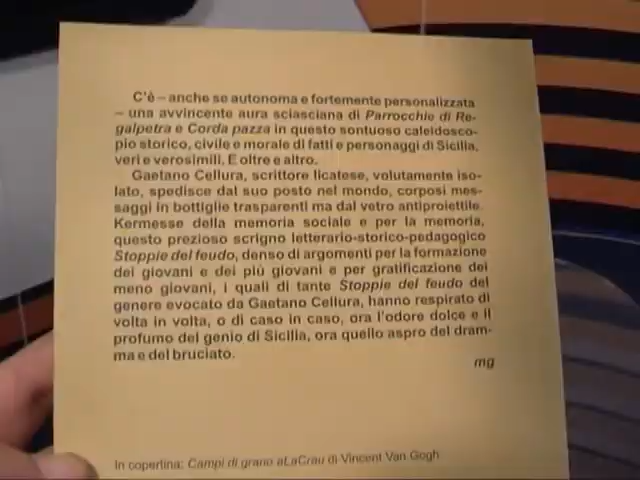 C'è – anche se autonoma e fortemente personalizzata
– una avvincente aura sciasciana di Parrocchie di Re-
galpetra e Corda pazza in questo sontuoso caleidosco-
pio storico, civile e morale di fatti e personaggi di Sicilia,
veri e verosimili. E oltre e altro.
Gaetano Cellura, scrittore licatese, volutamente iso-
lato, spedisce dal suo posto nel mondo, corposi mes-
saggi in bottiglie trasparenti ma dal vetro antiproiettile.
Kermesse della memoria sociale e per la memoria,
questo prezioso scrigno letterario-storico-pedagogico
Stoppie del feudo, denso di argomenti per la formazione
dei giovani e dei più giovani e per gratificazione dei
meno giovani, i quali di tante Stoppie del feudo del
genere evocato da Gaetano Cellura, hanno respirato di
volta in volta, o di caso in caso, ora l'odore dolce e il
profumo del genio di Sicilia, ora quello aspro del dram-
ma e del bruciato.
mg
In copertina: Campi di grano aLaCrau di Vincent Van Gogh